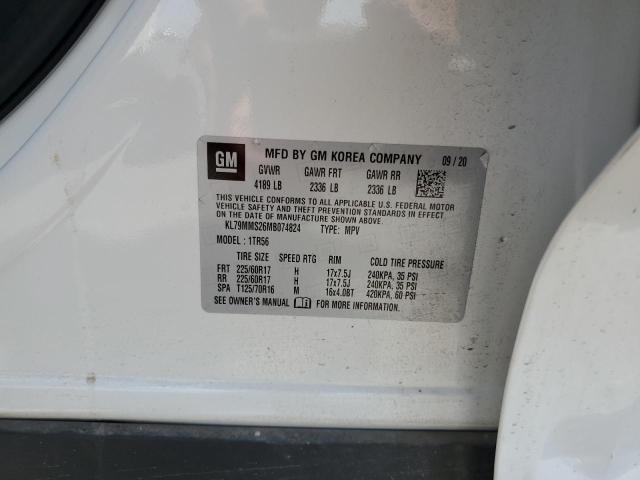 GM MFD BY GM KOREA COMPANY 09 / 20
GVWR GAWR FRT GAWR RR
4189 LB 2336 LB 2336 LB
THIS VEHICLE CONFORMS TO ALL APPLICABLE U.S. FEDERAL MOTOR
VEHICLE SAFETY, BUMPER, AND THEFT PREVENTION STANDARDS IN EFFECT
ON THE DATE OF MANUFACTURE SHOWN ABOVE.
KL79MMS26MB074824 TYPE: MPV
MODEL : 1TR56
TIRE SIZE SPEED RTG RIM COLD TIRE PRESSURE
FRT 225/60R17 H 17x7.5J 240KPA, 35 PSI
RR 225/60R17 H 17x7.5J 240KPA, 35 PSI
SPA T125/70R16 M 16x4.0BT 420KPA, 60 PSI
SEE OWNER'S MANUAL FOR MORE INFORMATION.